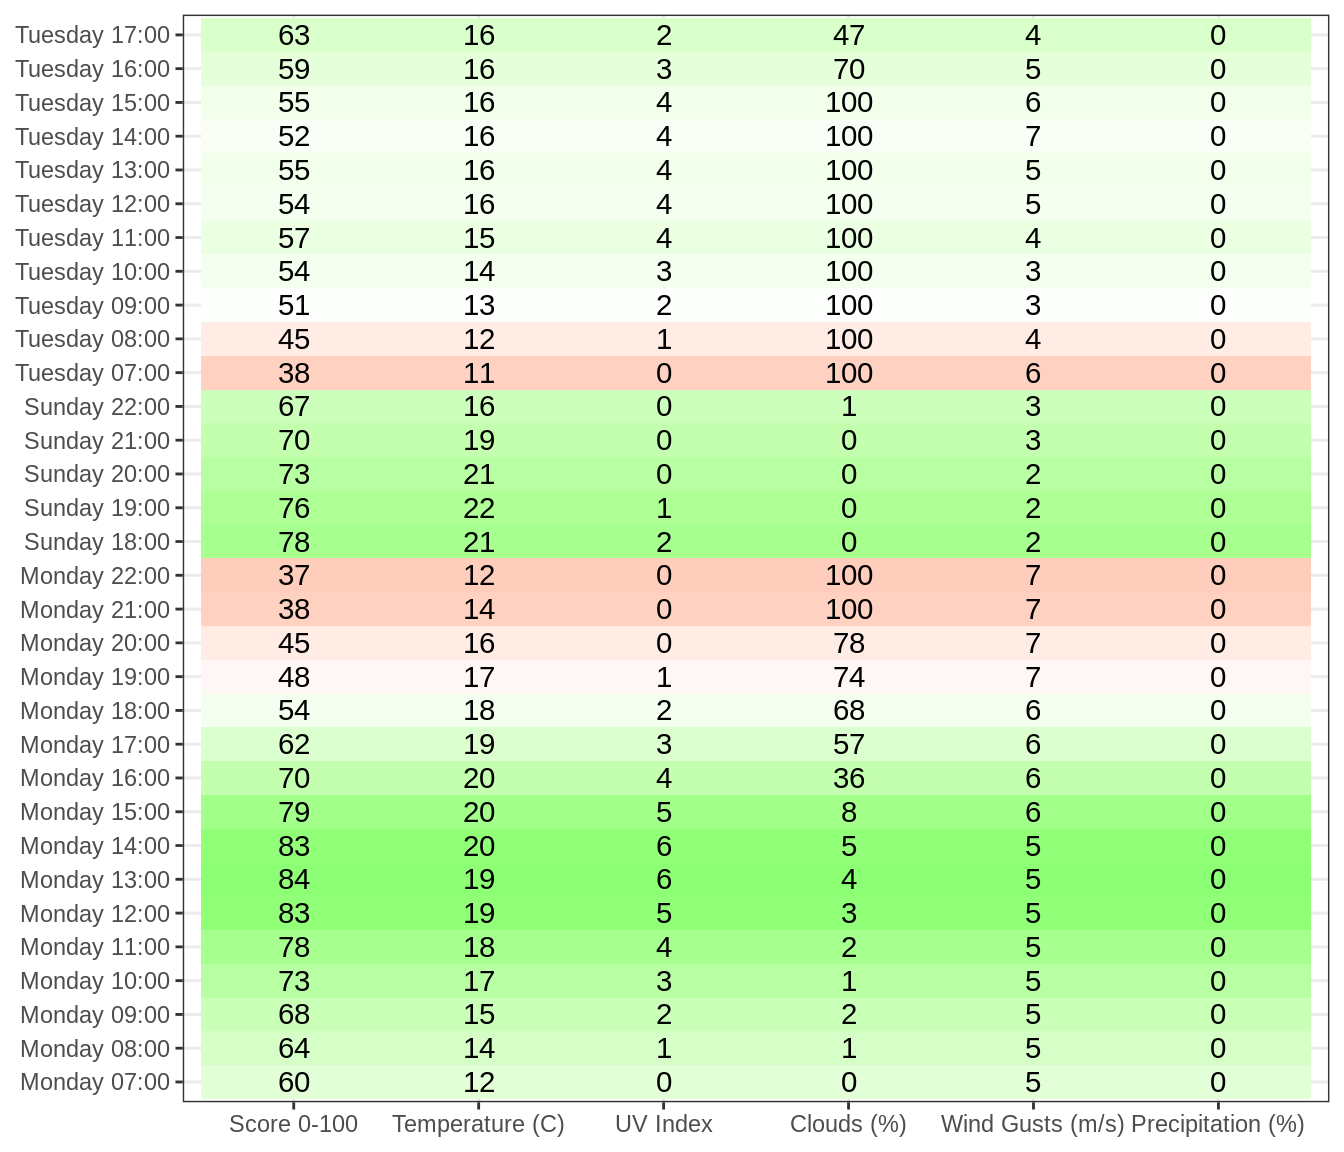 Tuesday 17:00 63 16 2 47 4 0
Tuesday 16:00 59 16 3 70 5 0
Tuesday 15:00 55 16 4 100 6 0
Tuesday 14:00 52 16 4 100 7 0
Tuesday 13:00 55 16 4 100 5 0
Tuesday 12:00 54 16 4 100 5 0
Tuesday 11:00 57 15 4 100 4 0
Tuesday 10:00 54 14 3 100 3 0
Tuesday 09:00 51 13 2 100 3 0
Tuesday 08:00 45 12 1 100 4 0
Tuesday 07:00 38 11 0 100 6 0
Sunday 22:00 67 16 0 1 3 0
Sunday 21:00 70 19 0 0 3 0
Sunday 20:00 73 21 0 0 2 0
Sunday 19:00 76 22 1 0 2 0
Sunday 18:00 78 21 2 0 2 0
Monday 22:00 37 12 0 100 7 0
Monday 21:00 38 14 0 100 7 0
Monday 20:00 45 16 0 78 7 0
Monday 19:00 48 17 1 74 7 0
Monday 18:00 54 18 2 68 6 0
Monday 17:00 62 19 3 57 6 0
Monday 16:00 70 20 4 36 6 0
Monday 15:00 79 20 5 8 6 0
Monday 14:00 83 20 6 5 5 0
Monday 13:00 84 19 6 4 5 0
Monday 12:00 83 19 5 3 5 0
Monday 11:00 78 18 4 2 5 0
Monday 10:00 73 17 3 1 5 0
Monday 09:00 68 15 2 2 5 0
Monday 08:00 64 14 1 1 5 0
Monday 07:00 60 12 0 0 5 0
Score 0-100 Temperature (C) UV Index Clouds (%) Wind Gusts (m/s) Precipitation (%)